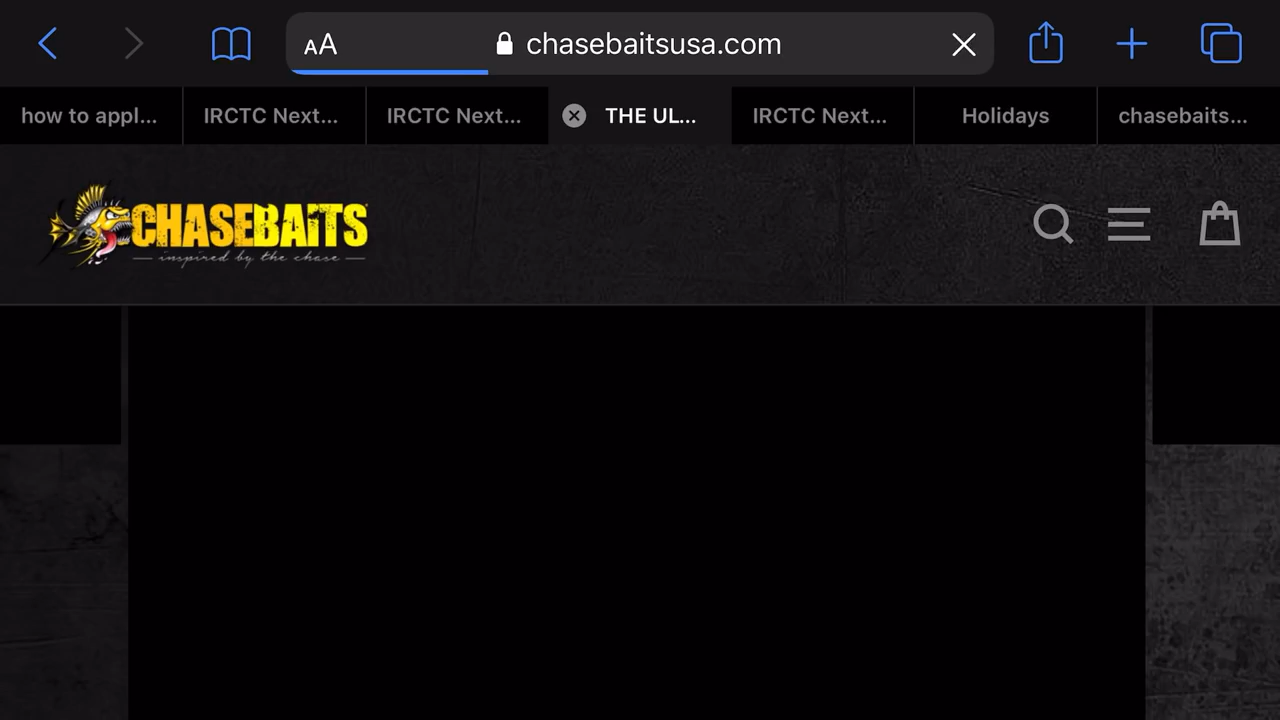 AA chasebaitsusa.com
how to appl... IRCTC Next... IRCTC Next... THE UL... IRCTC Next... Holidays chasebaits...
CHASEBAITS
inspired by the chase